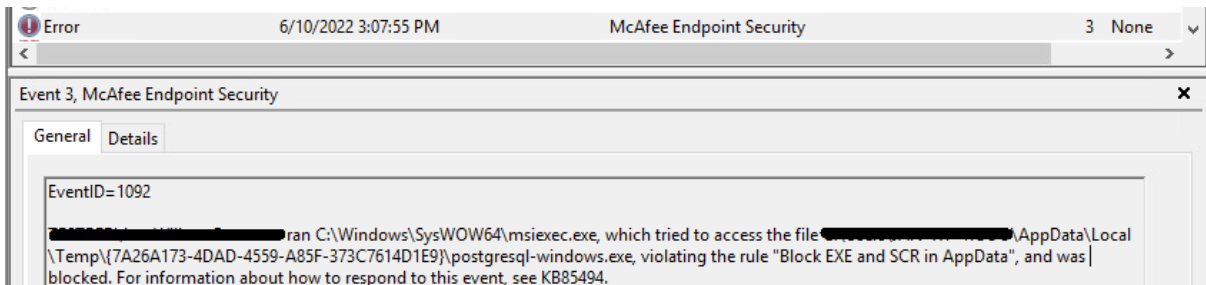 Error 6/10/2022 3:07:55 PM McAfee Endpoint Security 3 None
Event 3, McAfee Endpoint Security
General Details
EventID=1092
ran C:\Windows\SysWOW64\msiexec.exe, which tried to access the file \AppData\Local
\Temp\{7A26A173-4DAD-4559-A85F-373C7614D1E9}\postgresql-windows.exe, violating the rule "Block EXE and SCR in AppData", and was
blocked. For information about how to respond to this event, see KB85494.